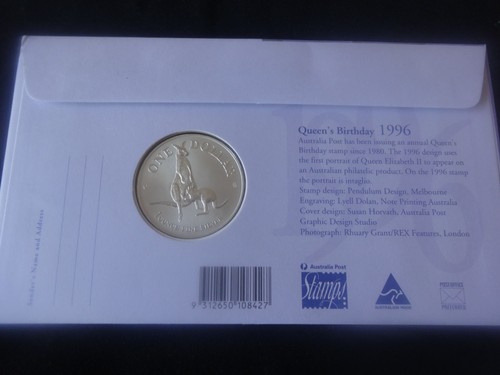 Queen's Birthday 1996
Australia Post has been issuing an annual Queen's
Birthday stamp since 1980. The 1996 design uses
the first portrait of Queen Elizabeth II to appear on
an Australian philatelic product. On the 1996 stamp
the portrait is intaglio.
Stamp design: Pendulum Design, Melbourne
Engraving: Lyell Dolan, Note Printing Australia
Cover design: Susan Horvath, Australia Post
Graphic Design Studio
Photograph: Rhuary Grant/REX Features, London
ONE DOLLAR
Sender's Name and Address
9 312650 108427
Australia Post
Stamps!